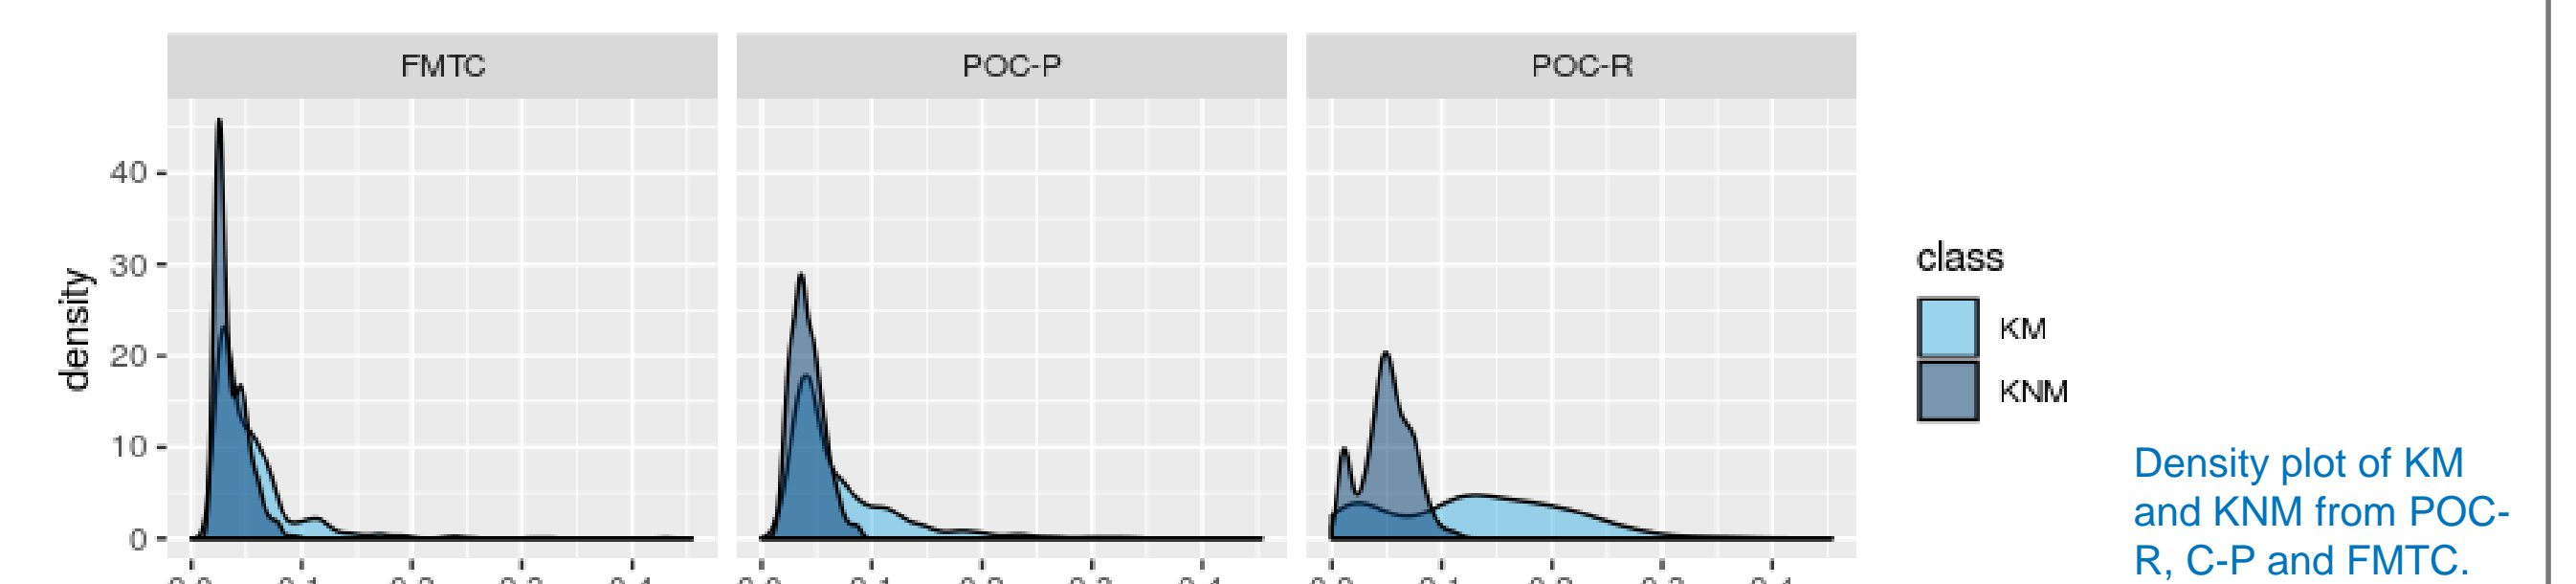 FMTC POC-P POC-R
40
30
20
10
0
density
class
KM
KNM
Density plot of KM
and KNM from POC-
R, C-P and FMTC.